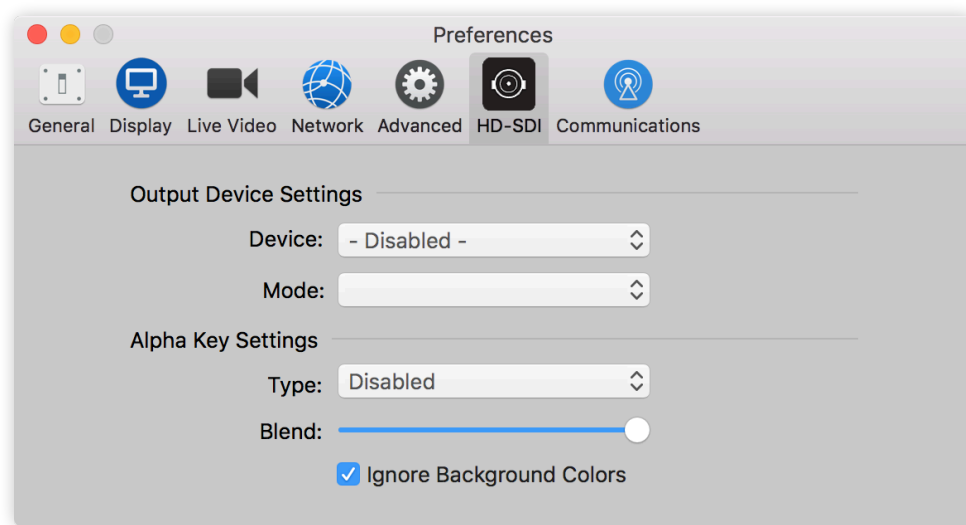 Preferences
General Display Live Video Network Advanced HD-SDI Communications
Output Device Settings
Device: - Disabled -
Mode:
Alpha Key Settings
Type: Disabled
Blend:
Ignore Background Colors